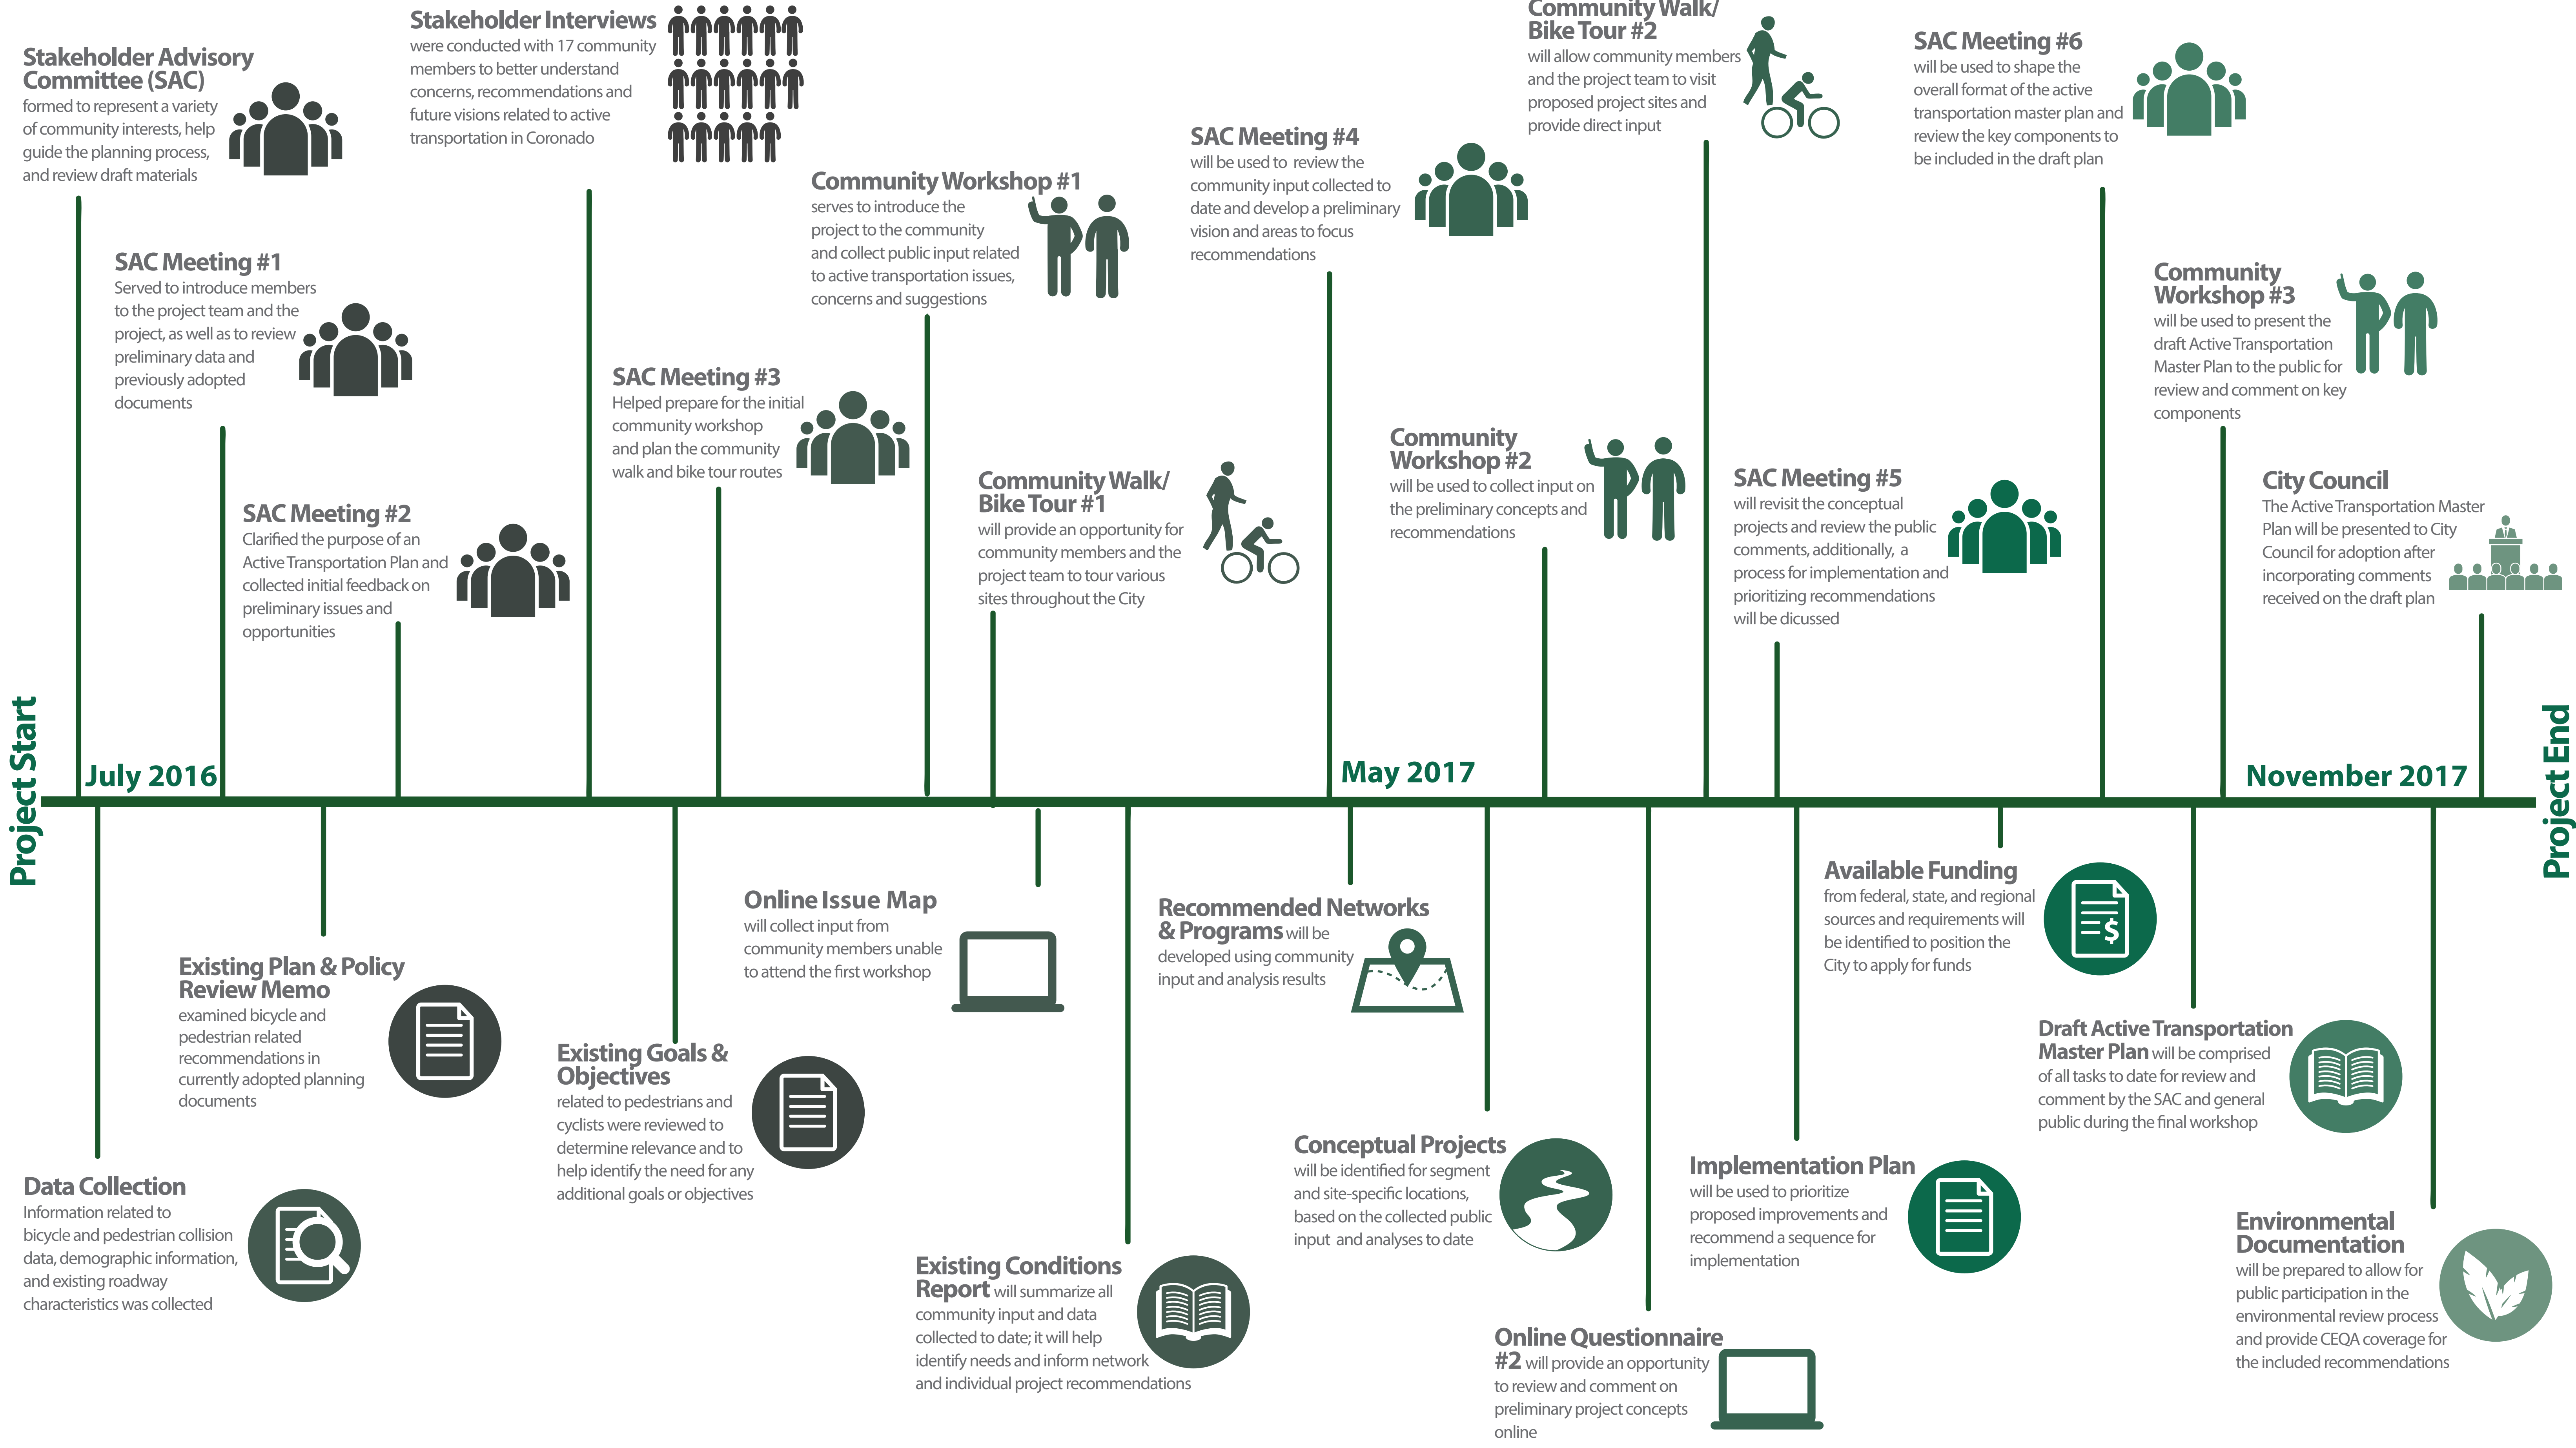 Stakeholder Advisory
Committee (SAC)
formed to represent a variety
of community interests, help
guide the planning process,
and review draft materials
SAC Meeting #1
Served to introduce members
to the project team and the
project, as well as to review
preliminary data and
previously adopted
documents
SAC Meeting #2
Clarified the purpose of an
Active Transportation Plan and
collected initial feedback on
preliminary issues and
opportunities
Stakeholder Interviews
were conducted with 17 community
members to better understand
concerns, recommendations and
future visions related to active
transportation in Coronado
SAC Meeting #3
Helped prepare for the initial
community workshop
and plan the community
walk and bike tour routes
Community Workshop #1
serves to introduce the
project to the community
and collect public input related
to active transportation issues,
concerns and suggestions
Community Walk/
Bike Tour #1
will provide an opportunity for
community members and the
project team to tour various
sites throughout the City
SAC Meeting #4
will be used to review the
community input collected to
date and develop a preliminary
vision and areas to focus
recommendations
Community
Workshop #2
will be used to collect input on
the preliminary concepts and
recommendations
Community Walk/
Bike Tour #2
will allow community members
and the project team to visit
proposed project sites and
provide direct input
SAC Meeting #5
will revisit the conceptual
projects and review the public
comments, additionally, a
process for implementation and
prioritizing recommendations
will be dicussed
SAC Meeting #6
will be used to shape the
overall format of the active
transportation master plan and
review the key components to
be included in the draft plan
Community
Workshop #3
will be used to present the
draft Active Transportation
Master Plan to the public for
review and comment on key
components
City Council
The Active Transportation Master
Plan will be presented to City
Council for adoption after
incorporating comments
received on the draft plan
Project Start
July 2016
May 2017
November 2017
Project End
Data Collection
Information related to
bicycle and pedestrian collision
data, demographic information,
and existing roadway
characteristics was collected
Existing Plan & Policy
Review Memo
examined bicycle and
pedestrian related
recommendations in
currently adopted planning
documents
Existing Goals &
Objectives
related to pedestrians and
cyclists were reviewed to
determine relevance and to
help identify the need for any
additional goals or objectives
Online Issue Map
will collect input from
community members unable
to attend the first workshop
Existing Conditions
Report will summarize all
community input and data
collected to date; it will help
identify needs and inform network
and individual project recommendations
Recommended Networks
& Programs will be
developed using community
input and analysis results
Conceptual Projects
will be identified for segment
and site-specific locations,
based on the collected public
input and analyses to date
Online Questionnaire
#2 will provide an opportunity
to review and comment on
preliminary project concepts
online
Implementation Plan
will be used to prioritize
proposed improvements and
recommend a sequence for
implementation
Available Funding
from federal, state, and regional
sources and requirements will
be identified to position the
City to apply for funds
$
Draft Active Transportation
Master Plan will be comprised
of all tasks to date for review and
comment by the SAC and general
public during the final workshop
Environmental
Documentation
will be prepared to allow for
public participation in the
environmental review process
and provide CEQA coverage for
the included recommendations